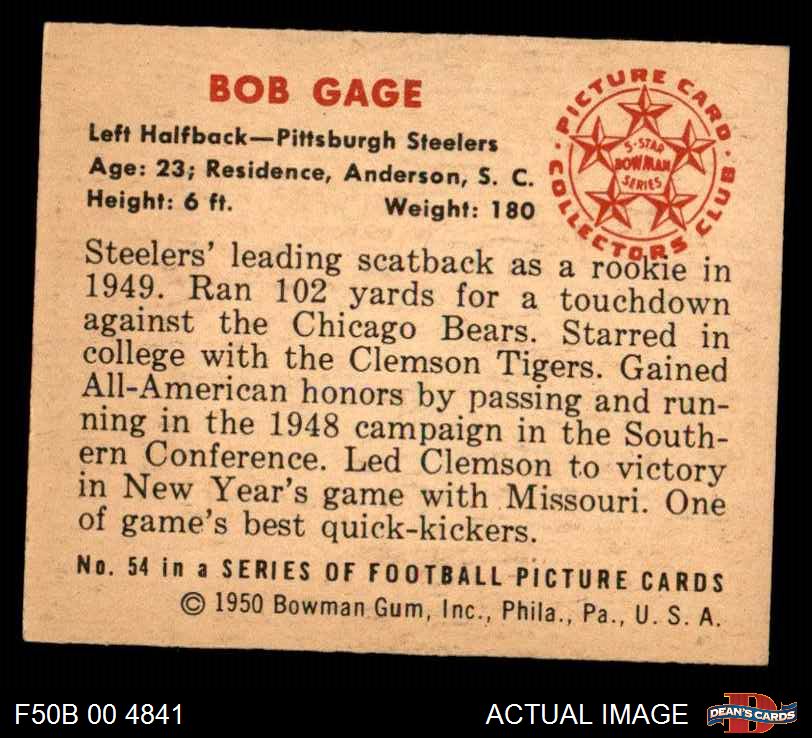 BOB GAGE
Left Halfback—Pittsburgh Steelers
Age: 23; Residence, Anderson, S. C.
Height: 6 ft. Weight: 180
PICTURE CARD
5-STAR
BOWMAN
SERIES
COLLECTORS CLUB
Steelers' leading scatback as a rookie in
1949. Ran 102 yards for a touchdown
against the Chicago Bears. Starred in
college with the Clemson Tigers. Gained
All-American honors by passing and run-
ning in the 1948 campaign in the South-
ern Conference. Led Clemson to victory
in New Year's game with Missouri. One
of game's best quick-kickers.
No. 54 in a SERIES OF FOOTBALL PICTURE CARDS
© 1950 Bowman Gum, Inc., Phila., Pa., U. S. A.
F50B 00 4841
ACTUAL IMAGE
D
DEAN'S CARDS